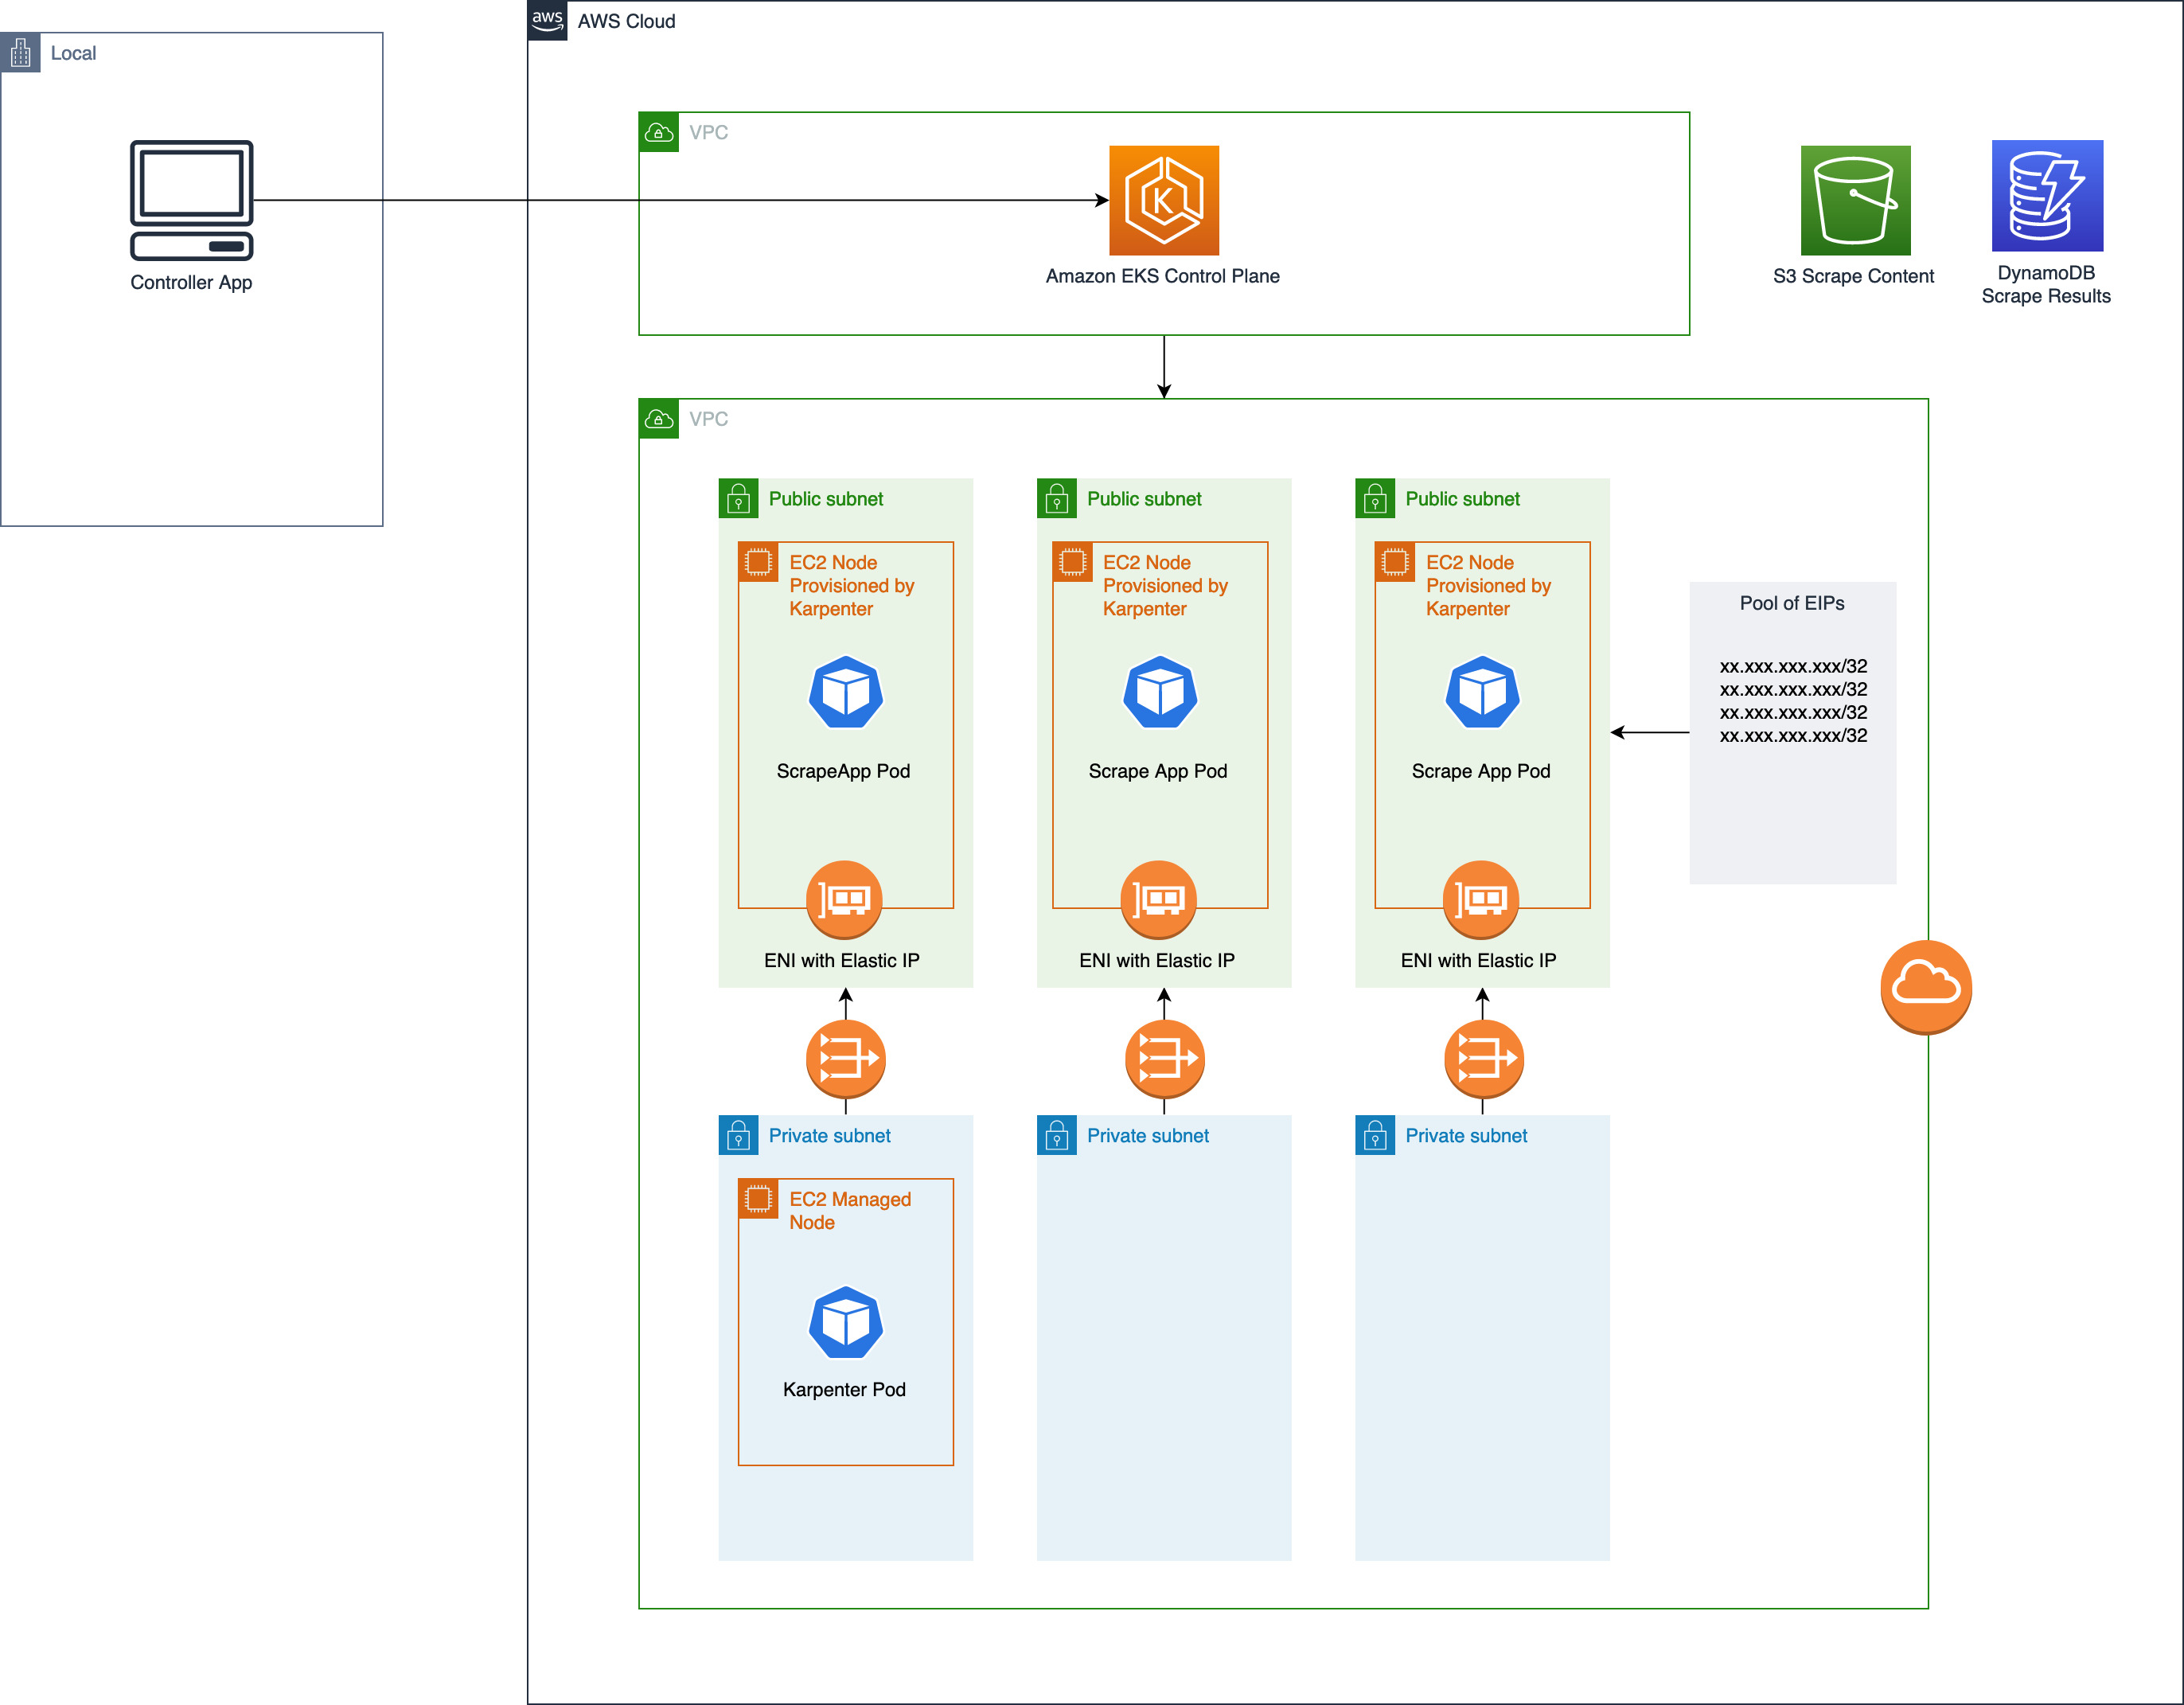 aws
AWS Cloud
Local
Controller App
VPC
K
Amazon EKS Control Plane
S3 Scrape Content
DynamoDB
Scrape Results
VPC
Public subnet
EC2 Node
Provisioned by
Karpenter
ScrapeApp Pod
ENI with Elastic IP
Public subnet
EC2 Node
Provisioned by
Karpenter
Scrape App Pod
ENI with Elastic IP
Public subnet
EC2 Node
Provisioned by
Karpenter
Scrape App Pod
ENI with Elastic IP
Pool of EIPs
xx.xxx.xxx.xxx/32
xx.xxx.xxx.xxx/32
xx.xxx.xxx.xxx/32
xx.xxx.xxx.xxx/32
Private subnet
EC2 Managed
Node
Karpenter Pod
Private subnet
Private subnet